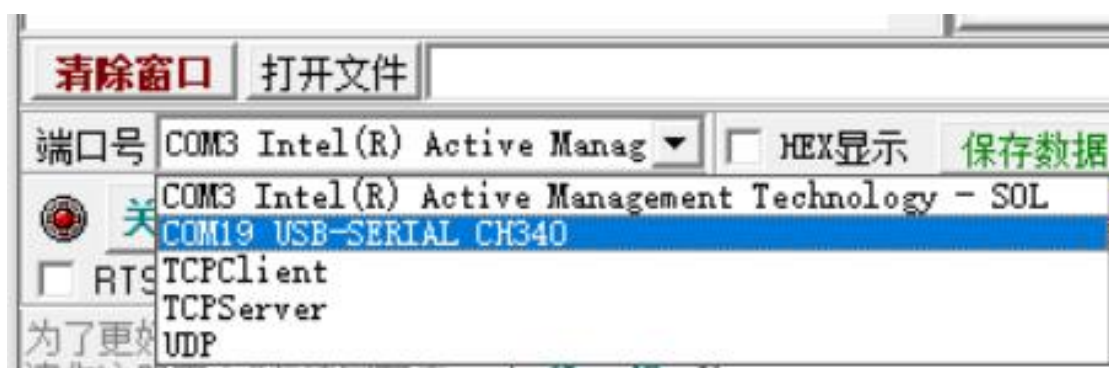 清除窗口 打开文件
端口号 COM3 Intel(R) Active Manag HEX显示 保存数据
COM3 Intel(R) Active Management Technology - SOL
COM19 USB-SERIAL CH340
RTS TCPClient
TCPServer
为了更 UDP